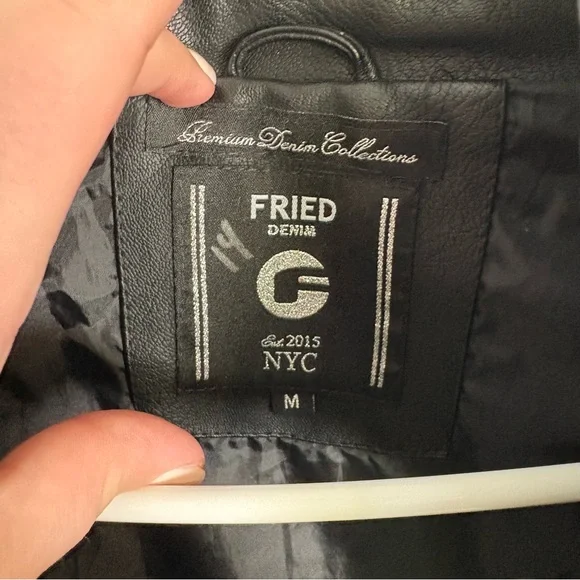 Premium Denim Collections
FRIED
DENIM
14
Est. 2015
NYC
M